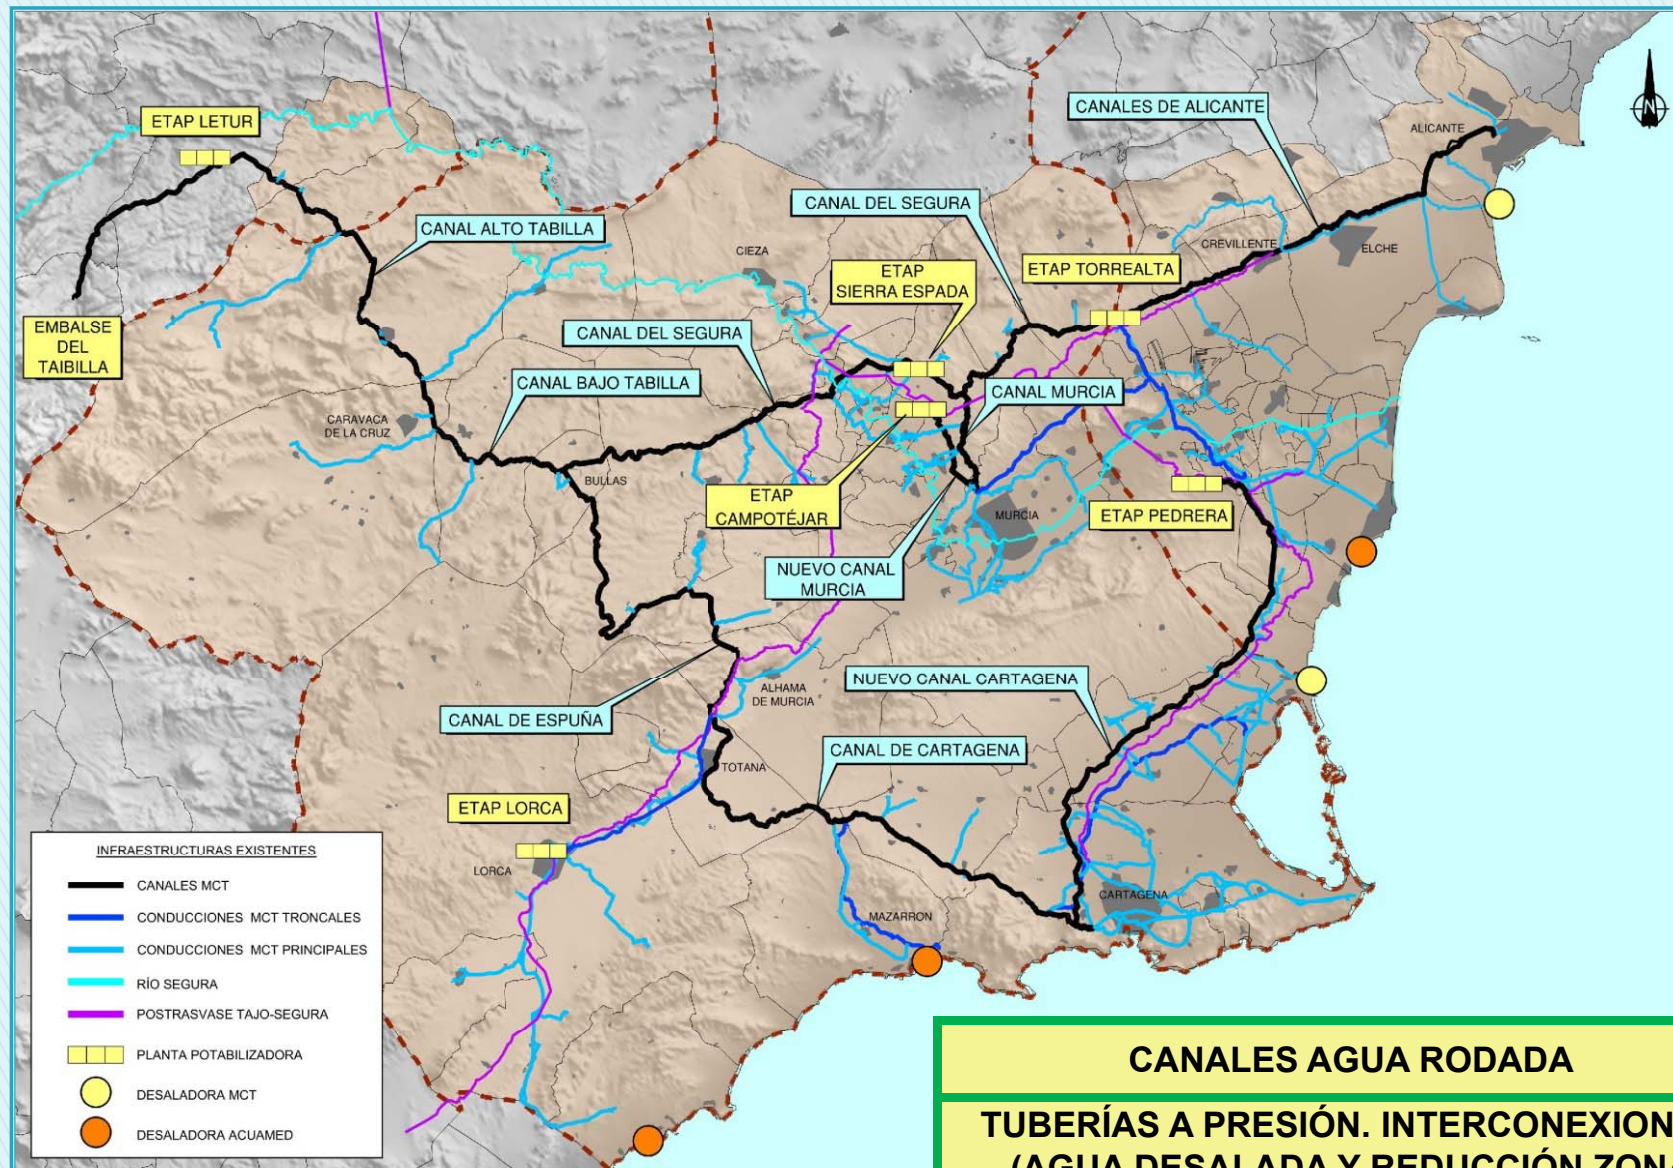 ETAP LETUR
CANALES DE ALICANTE
ALICANTE
CANAL ALTO TABILLA
CANAL DEL SEGURA
CIEZA
CREVILLENTE
ELCHE
ETAP
SIERRA ESPADA
ETAP TORREALTA
EMBALSE
DEL
TAIBILLA
CANAL DEL SEGURA
CANAL BAJO TABILLA
CANAL MURCIA
CARAVACA
DE LA CRUZ
BULLAS
ETAP
CAMPOTÉJAR
MURCIA
ETAP PEDRERA
NUEVO CANAL
MURCIA
ALHAMA
DE MURCIA
NUEVO CANAL CARTAGENA
CANAL DE ESPUÑA
CANAL DE CARTAGENA
TOTANA
ETAP LORCA
LORCA
CARTAGENA
MAZARRON
INFRAESTRUCTURAS EXISTENTES
CANALES MCT
CONDUCCIONES MCT TRONCALES
CONDUCCIONES MCT PRINCIPALES
RÍO SEGURA
POSTRASVASE TAJO-SEGURA
PLANTA POTABILIZADORA
DESALADORA MCT
DESALADORA ACUAMED
CANALES AGUA RODADA
TUBERÍAS A PRESIÓN. INTERCONEXION
(AGUA DESALADA Y REDUCCIÓN ZON